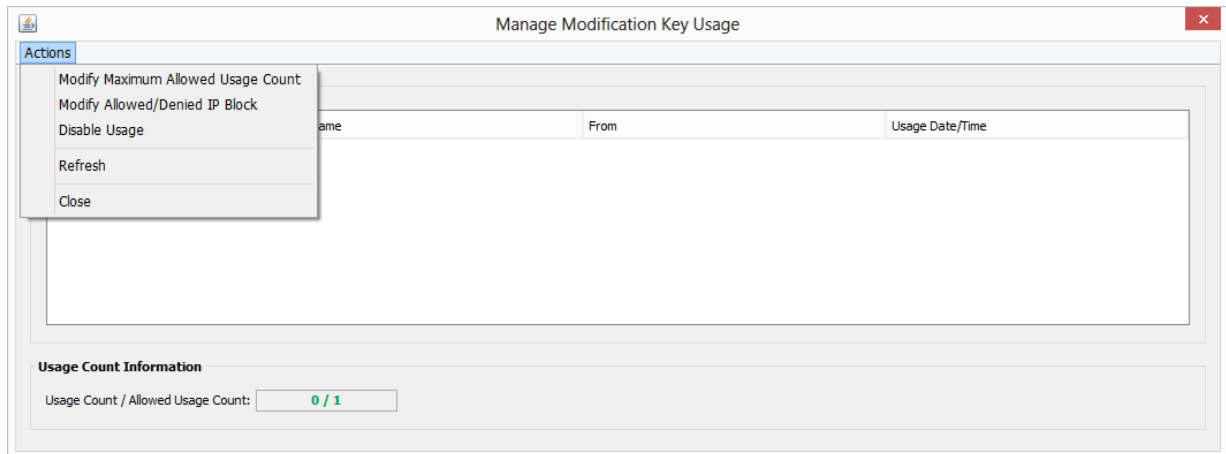 Manage Modification Key Usage
Actions
Modify Maximum Allowed Usage Count
Modify Allowed/Denied IP Block
Disable Usage
Refresh
Close
ame From Usage Date/Time
Usage Count Information
Usage Count / Allowed Usage Count: 0 / 1